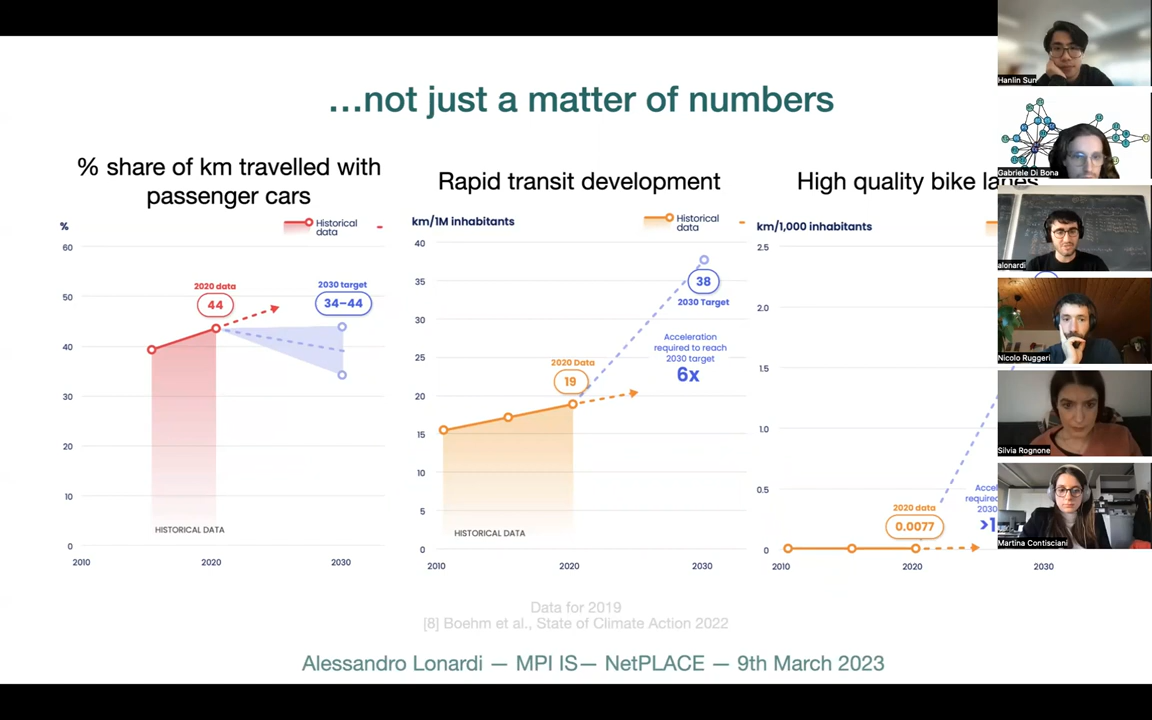 …not just a matter of numbers
% share of km travelled with
passenger cars
%
Historical
data
60
50
40
30
20
10
0
2020 data
44
2030 target
34–44
HISTORICAL DATA
2010
2020
2030
Rapid transit development
km/1M inhabitants
Historical
data
40
35
30
25
20
15
10
5
0
2020 Data
19
38
2030 Target
Acceleration
required to reach
2030 target
6x
HISTORICAL DATA
2010
2020
2030
High quality bike lanes
km/1,000 inhabitants
2.5
2.0
1.5
1.0
0.5
0
2020 data
0.0077
2030
>1
2010
2020
2030
Data for 2019
[8] Boehm et al., State of Climate Action 2022
Alessandro Lonardi — MPI IS— NetPLACE — 9th March 2023
Hanlin Sun
Gabriele Di Bona
alonardi
Nicolo Ruggeri
Silvia Rognone
Martina Contisciani